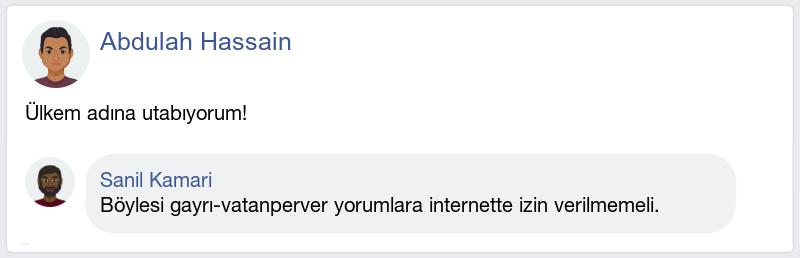 Abdulah Hassain
Ülkem adına utabıyorum!
Sanil Kamari
Böylesi gayrı-vatanperver yorumlara internette izin verilmemeli.